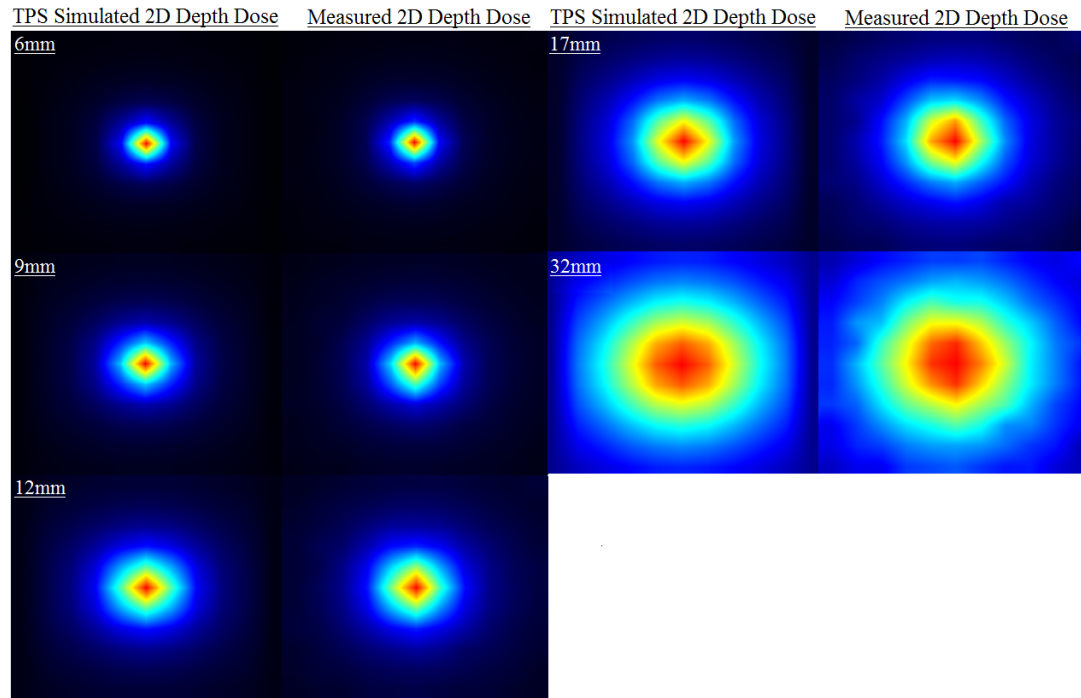 TPS Simulated 2D Depth Dose
Measured 2D Depth Dose
TPS Simulated 2D Depth Dose
Measured 2D Depth Dose
6mm
17mm
9mm
32mm
12mm